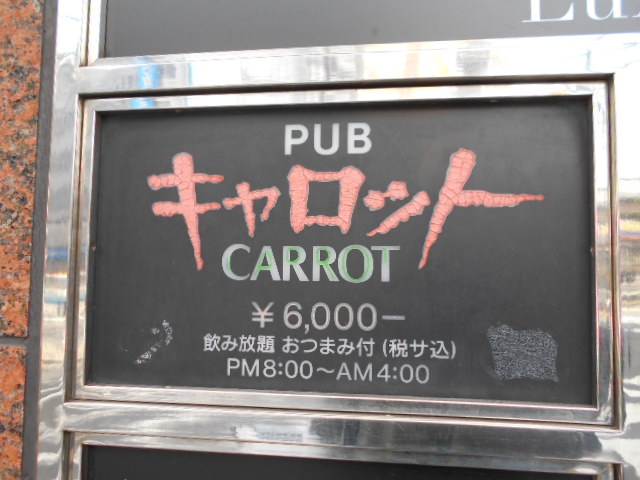 PUB
キャロット
CARROT
¥6,000−
飲み放題 おつまみ付(税サ込)
PM8:00〜AM4:00